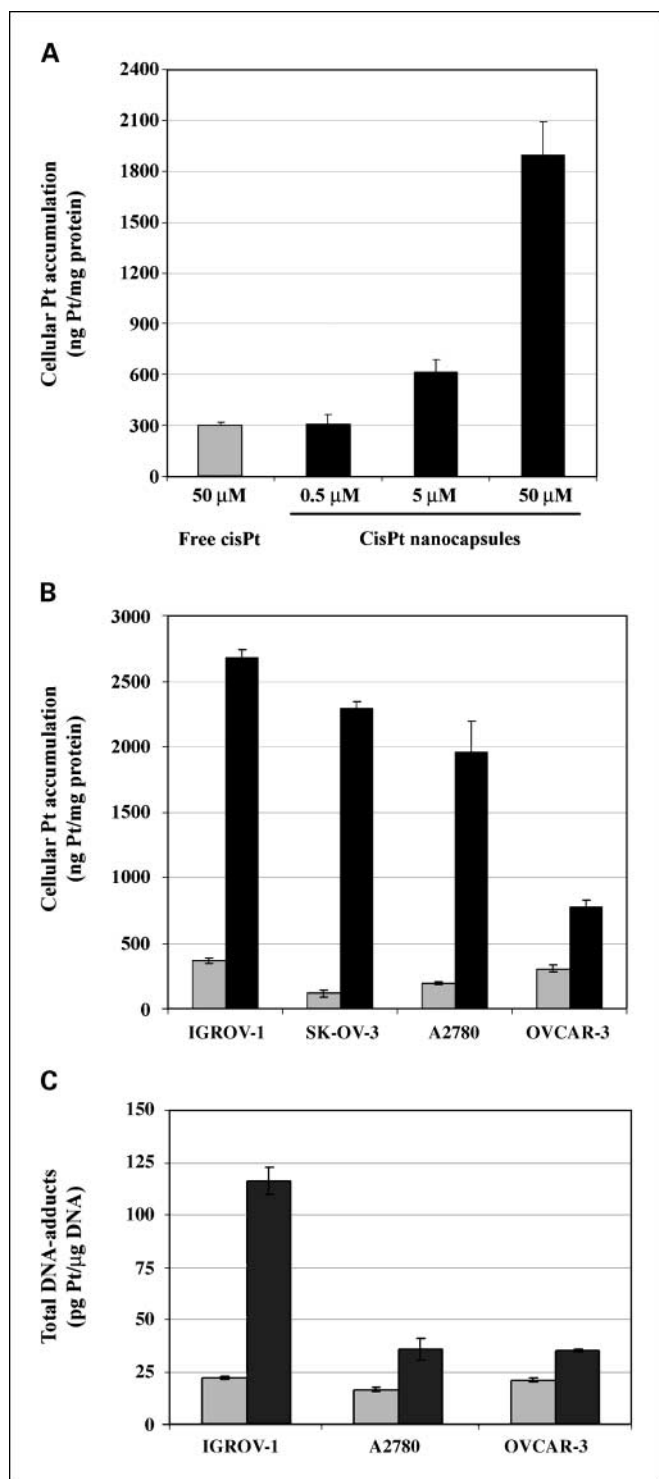 A
2400
2100
1800
1500
1200
900
600
300
0
Cellular Pt accumulation
(ng Pt/mg protein)
50 μM 0.5 μM 5 μM 50 μM
Free cisPt CisPt nanocapsules
B
3000
2500
2000
1500
1000
500
0
Cellular Pt accumulation
(ng Pt/mg protein)
IGROV-1 SK-OV-3 A2780 OVCAR-3
C
150
125
100
75
50
25
0
Total DNA-adducts
(pg Pt/μg DNA)
IGROV-1 A2780 OVCAR-3